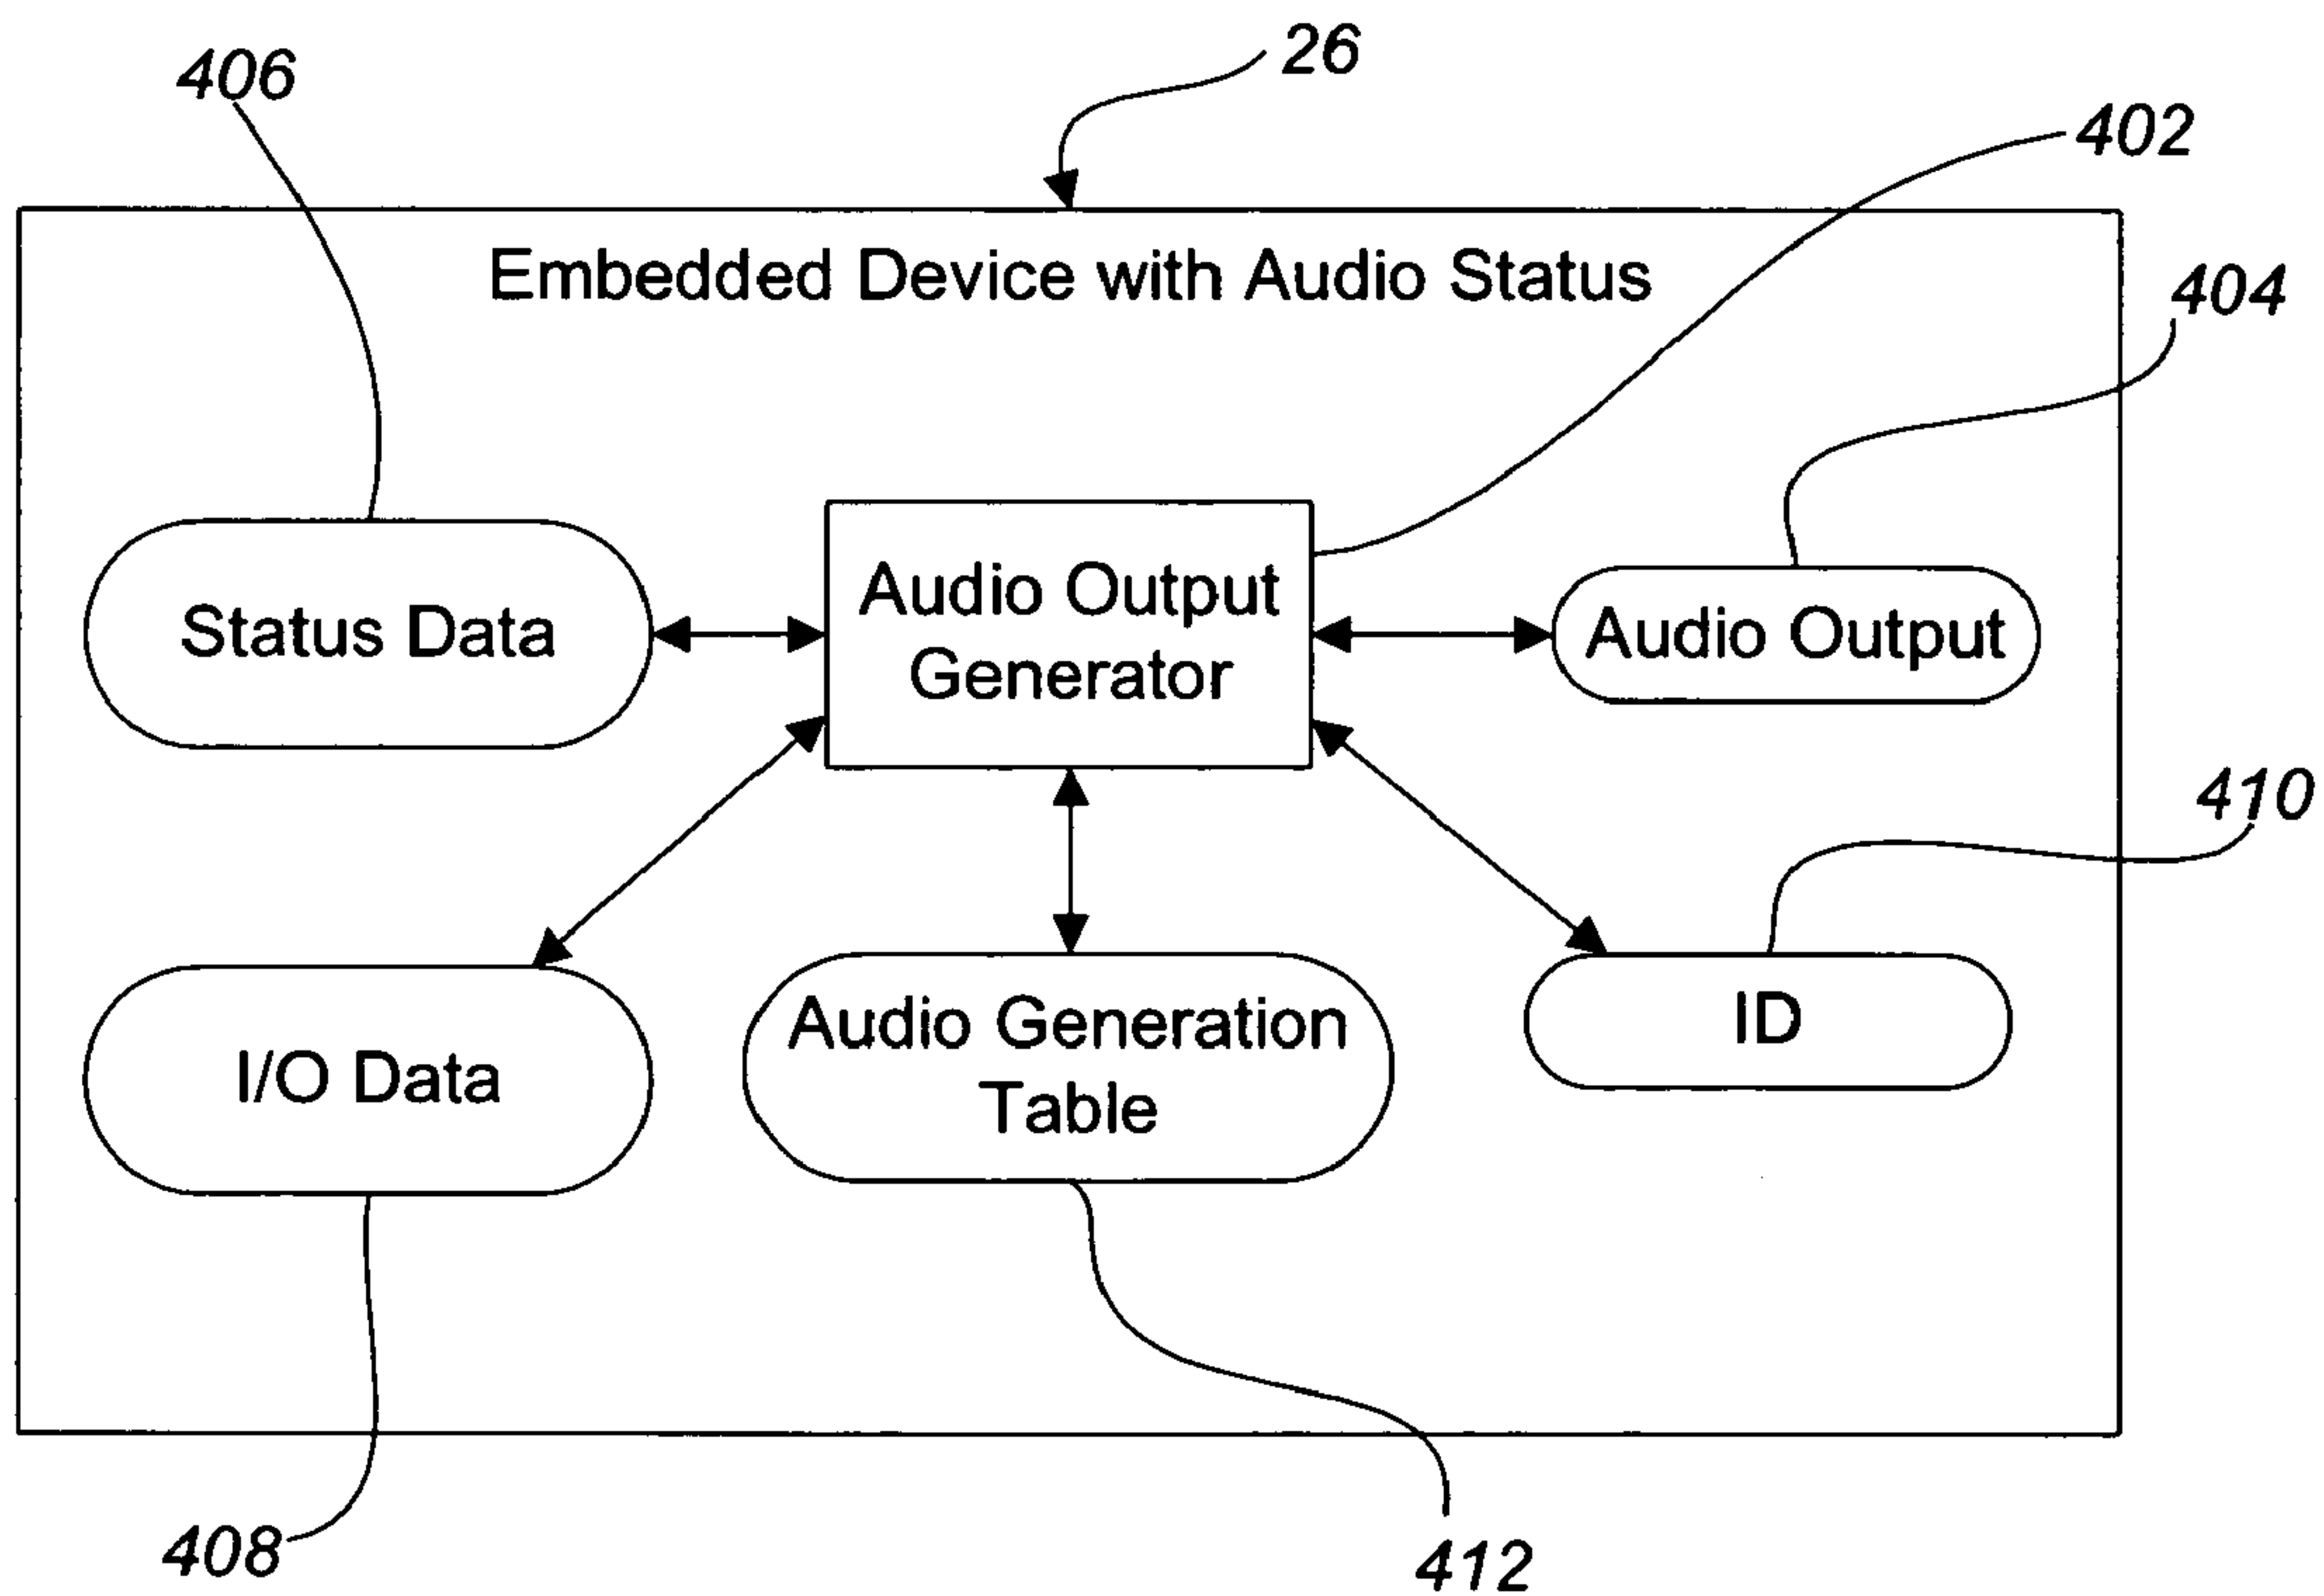 26
406
402
Embedded Device with Audio Status
404
Audio Output
Generator
Status Data
Audio Output
410
Audio Generation
Table
ID
I/O Data
408
412